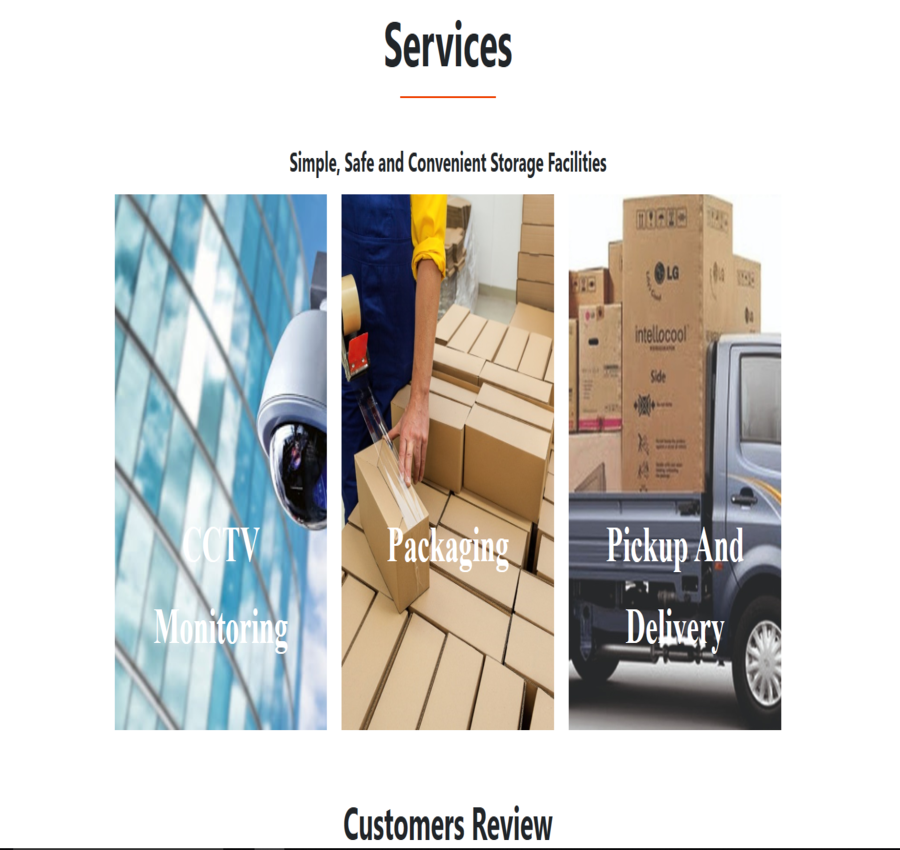 Services
Simple, Safe and Convenient Storage Facilities
LG
intellocool
Side
CCTV
Monitoring
Packaging
Pickup And
Delivery
Customers Review